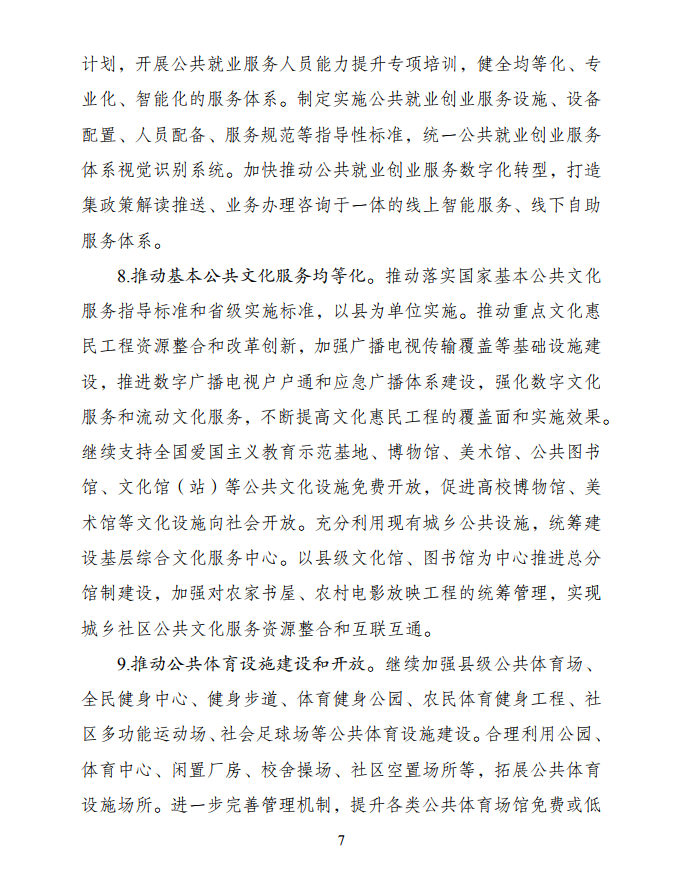 计划，开展公共就业服务人员能力提升专项培训，健全均等化、专
业化、智能化的服务体系。制定实施公共就业创业服务设施、设备
配置、人员配备、服务规范等指导性标准，统一公共就业创业服务
体系视觉识别系统。加快推动公共就业创业服务数字化转型，打造
集政策解读推送、业务办理咨询于一体的线上智能服务、线下自助
服务体系。
8.推动基本公共文化服务均等化。推动落实国家基本公共文化
服务指导标准和省级实施标准，以县为单位实施。推动重点文化惠
民工程资源整合和改革创新，加强广播电视传输覆盖等基础设施建
设，推进数字广播电视户户通和应急广播体系建设，强化数字文化
服务和流动文化服务，不断提高文化惠民工程的覆盖面和实施效果。
继续支持全国爱国主义教育示范基地、博物馆、美术馆、公共图书
馆、文化馆（站）等公共文化设施免费开放，促进高校博物馆、美
术馆等文化设施向社会开放。充分利用现有城乡公共设施，统筹建
设基层综合文化服务中心。以县级文化馆、图书馆为中心推进总分
馆制建设，加强对农家书屋、农村电影放映工程的统筹管理，实现
城乡社区公共文化服务资源整合和互联互通。
9.推动公共体育设施建设和开放。继续加强县级公共体育场、
全民健身中心、健身步道、体育健身公园、农民体育健身工程、社
区多功能运动场、社会足球场等公共体育设施建设。合理利用公园、
体育中心、闲置厂房、校舍操场、社区空置场所等，拓展公共体育
设施场所。进一步完善管理机制，提升各类公共体育场馆免费或低
7